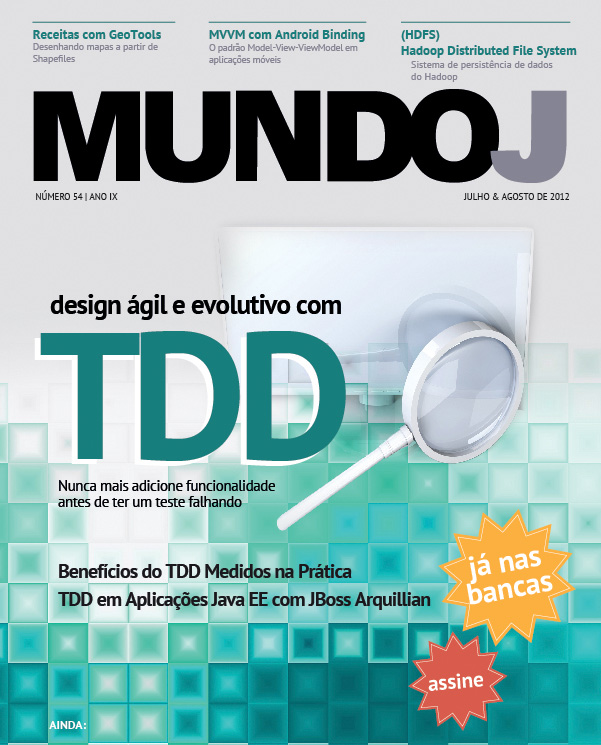 Receitas com GeoTools
Desenhando mapas a partir de
Shapefiles
MVVM com Android Binding
O padrão Model-View-ViewModel em
aplicações móveis
(HDFS)
Hadoop Distributed File System
Sistema de persistência de dados
do Hadoop
MUNDOJ
NÚMERO 54 | ANO IX
JULHO & AGOSTO DE 2012
design ágil e evolutivo com
TDD
Nunca mais adicione funcionalidade
antes de ter um teste falhando
Benefícios do TDD Medidos na Prática
TDD em Aplicações Java EE com JBoss Arquillian
já nas
bancas
assine
AINDA: